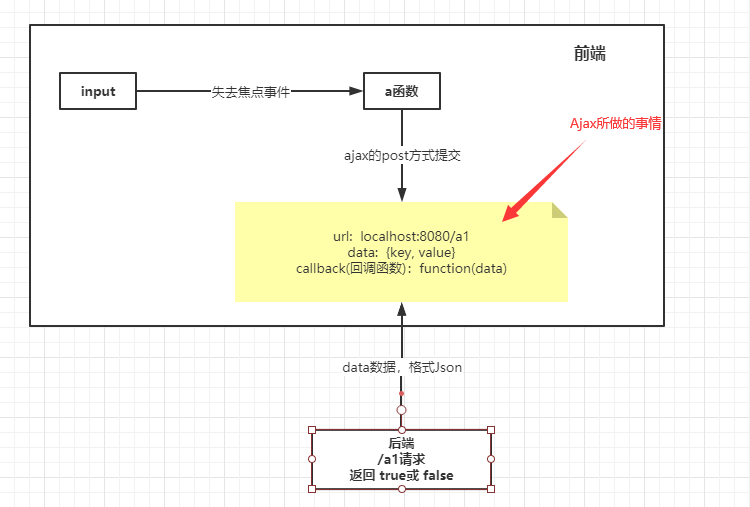 前端
input
失去焦点事件
a函数
Ajax所做的事情
ajax的post方式提交
url: localhost:8080/a1
data: {key, value}
callback(回调函数): function(data)
data数据，格式Json
后端
/a1请求
返回 true或 false